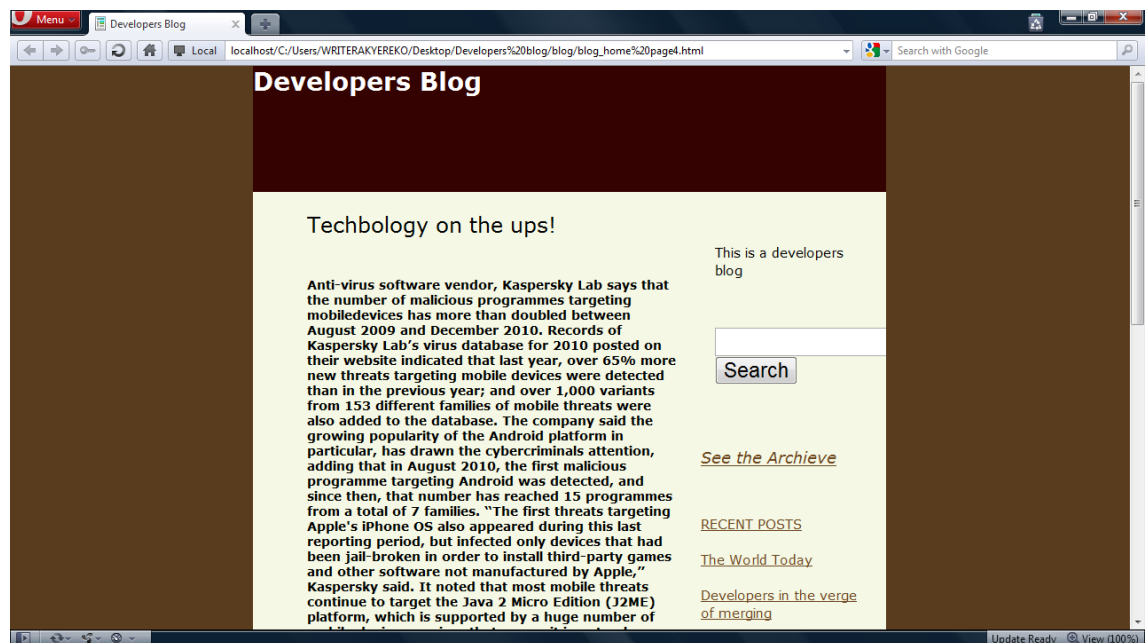 Menu
Developers Blog
Local
localhost/C:/Users/WRITERAKYEREKO/Desktop/Developers%20blog/blog/blog_home%20page4.html
Search with Google
Developers Blog
Techbology on the ups!
Anti-virus software vendor, Kaspersky Lab says that
the number of malicious programmes targeting
mobiledevices has more than doubled between
August 2009 and December 2010. Records of
Kaspersky Lab's virus database for 2010 posted on
their website indicated that last year, over 65% more
new threats targeting mobile devices were detected
than in the previous year; and over 1,000 variants
from 153 different families of mobile threats were
also added to the database. The company said the
growing popularity of the Android platform in
particular, has drawn the cybercriminals attention,
adding that in August 2010, the first malicious
programme targeting Android was detected, and
since then, that number has reached 15 programmes
from a total of 7 families. “The first threats targeting
Apple's iPhone OS also appeared during this last
reporting period, but infected only devices that had
been jail-broken in order to install third-party games
and other software not manufactured by Apple,”
Kaspersky said. It noted that most mobile threats
continue to target the Java 2 Micro Edition (J2ME)
platform, which is supported by a huge number of
This is a developers
blog
Search
See the Archieve
RECENT POSTS
The World Today
Developers in the verge
of merging
Update Ready
View (100%)